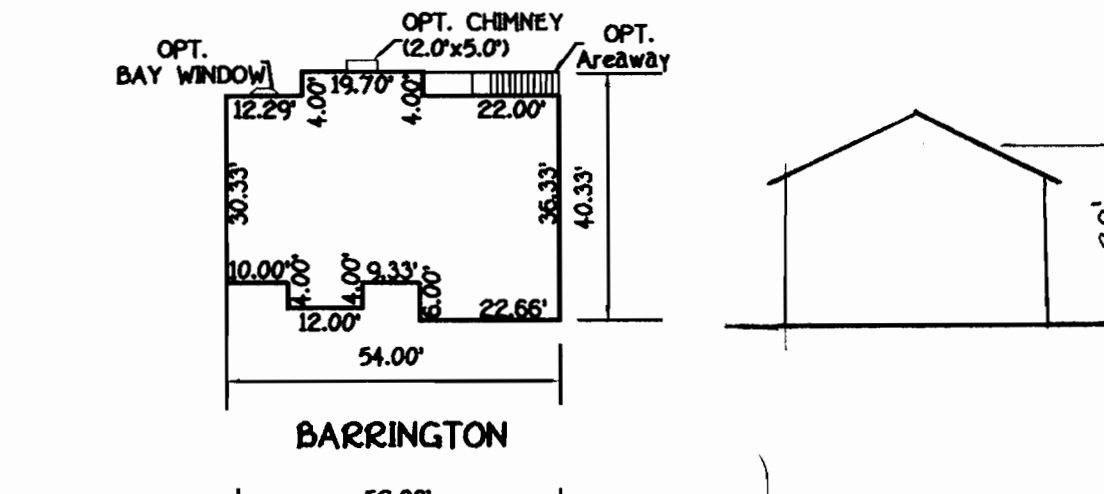 OPT. CHIMNEY
(2.0'x5.0')
OPT.
Areaway
OPT.
BAY WINDOW
12.29'
4.00'
19.70'
4.00'
22.00'
30.33'
36.33'
40.33'
10.00'
4.00'
4.00'
9.33'
6.00'
12.00'
22.66'
54.00'
BARRINGTON